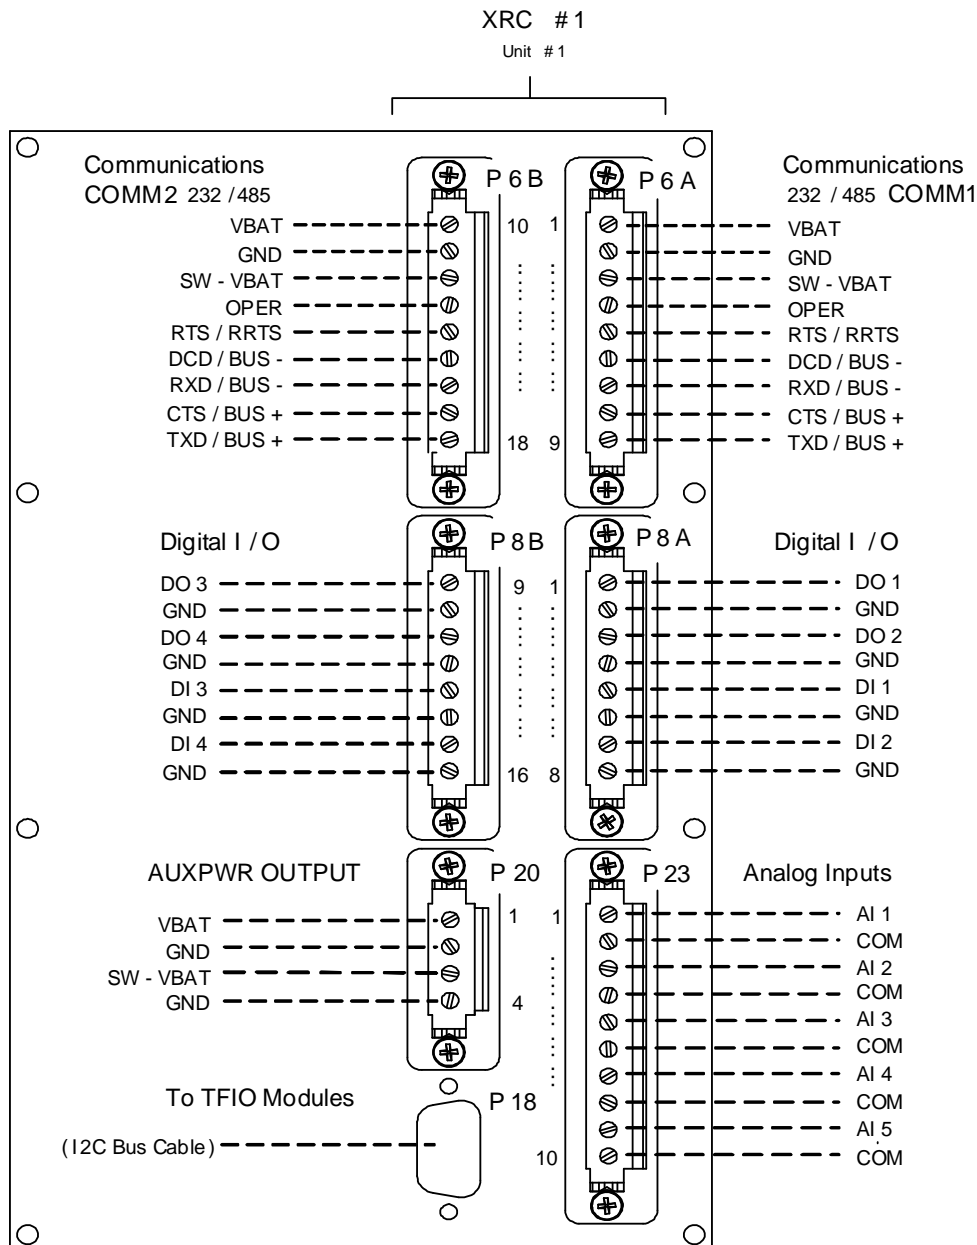 XRC #1
Unit #1
Communications
COMM2 232 / 485
P 6 B
P 6 A
Communications
232 / 485 COMM1
VBAT 10 1 VBAT
GND GND
SW - VBAT SW - VBAT
OPER OPER
RTS / RRTS RTS / RRTS
DCD / BUS - DCD / BUS -
RXD / BUS - RXD / BUS -
CTS / BUS + CTS / BUS +
TXD / BUS + 18 9 TXD / BUS +
Digital I / O P 8 B P 8 A Digital I / O
DO 3 9 1 DO 1
GND GND
DO 4 DO 2
GND GND
DI 3 DI 1
GND GND
DI 4 DI 2
GND 16 8 GND
AUXPWR OUTPUT P 20 P 23 Analog Inputs
VBAT 1 1 AI 1
GND COM
SW - VBAT AI 2
GND 4 COM
AI 3
COM
To TFIO Modules P 18 AI 4
COM
(I2C Bus Cable) AI 5
10 COM